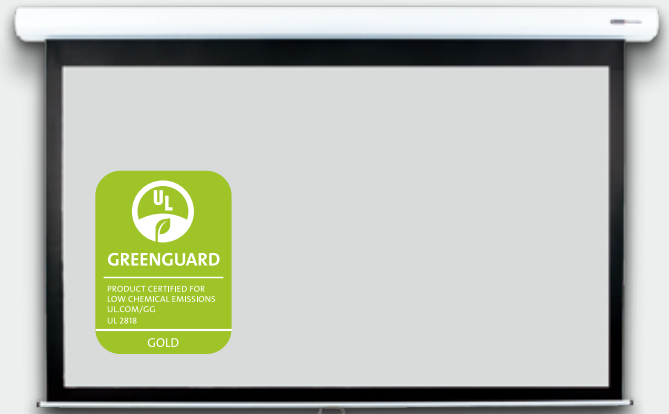 UL
GREENGUARD
PRODUCT CERTIFIED FOR
LOW CHEMICAL EMISSIONS
UL.COM/GG
UL 2818
GOLD